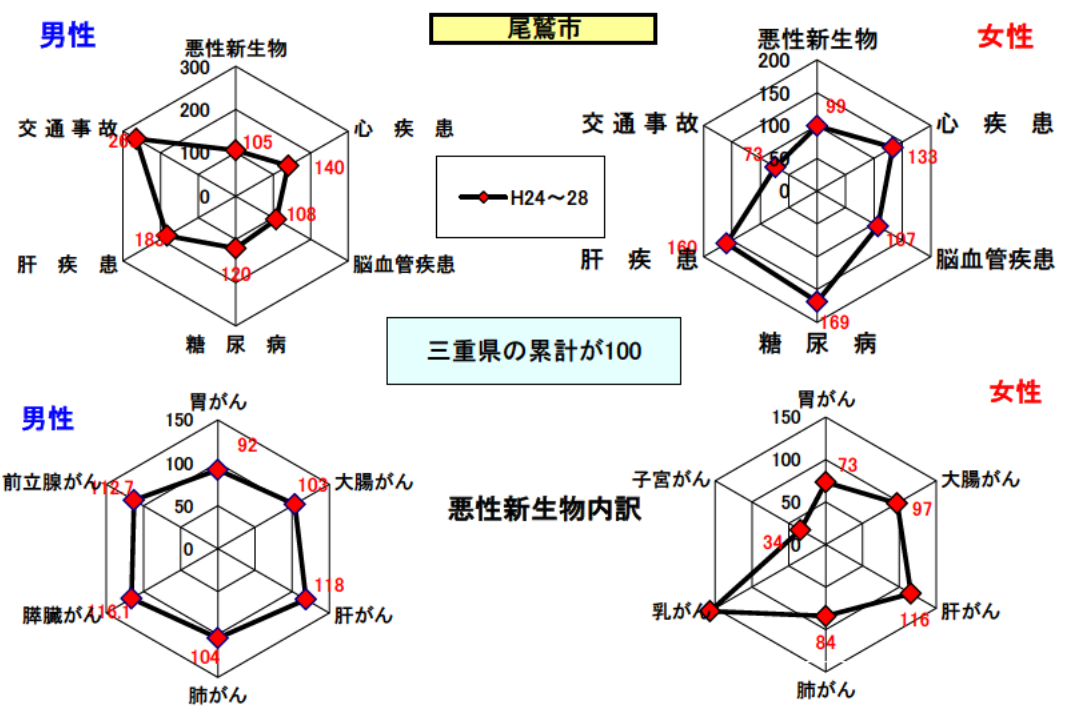 尾鷲市
男性
悪性新生物
300
200
100
0
105
心 疾 患
140
108
脳血管疾患
120
糖 尿 病
肝 疾 患
交 通 事 故
H24～28
女性
悪性新生物
200
150
100
50
0
99
心 疾 患
133
107
脳血管疾患
169
糖 尿 病
160
肝 疾 患
73
交 通 事 故
三重県の累計が100
男性
胃がん
150
100
50
0
92
103
大腸がん
118
肝がん
104
肺がん
116.1
膵臓がん
112.7
前立腺がん
悪性新生物内訳
女性
胃がん
150
100
50
0
73
97
大腸がん
116
肝がん
84
肺がん
乳がん
34
子宮がん